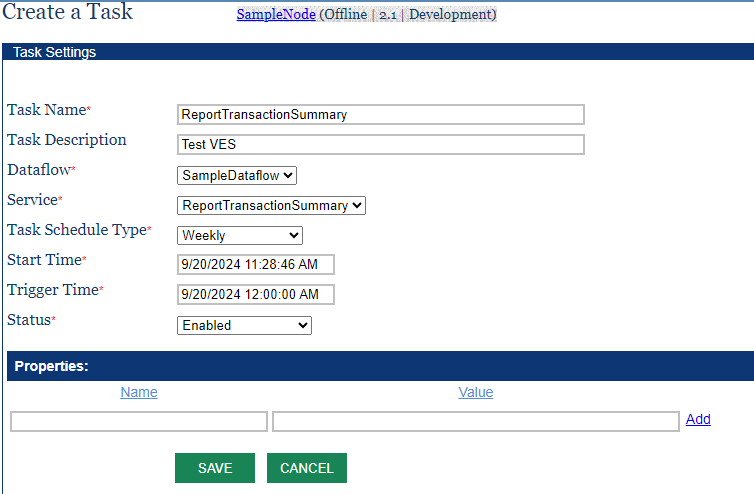 Create a Task SampleNode (Offline | 2.1 | Development)
Task Settings
Task Name* ReportTransactionSummary
Task Description Test VES
Dataflow* SampleDataflow
Service* ReportTransactionSummary
Task Schedule Type* Weekly
Start Time* 9/20/2024 11:28:46 AM
Trigger Time* 9/20/2024 12:00:00 AM
Status* Enabled
Properties:
Name Value
Add
SAVE CANCEL